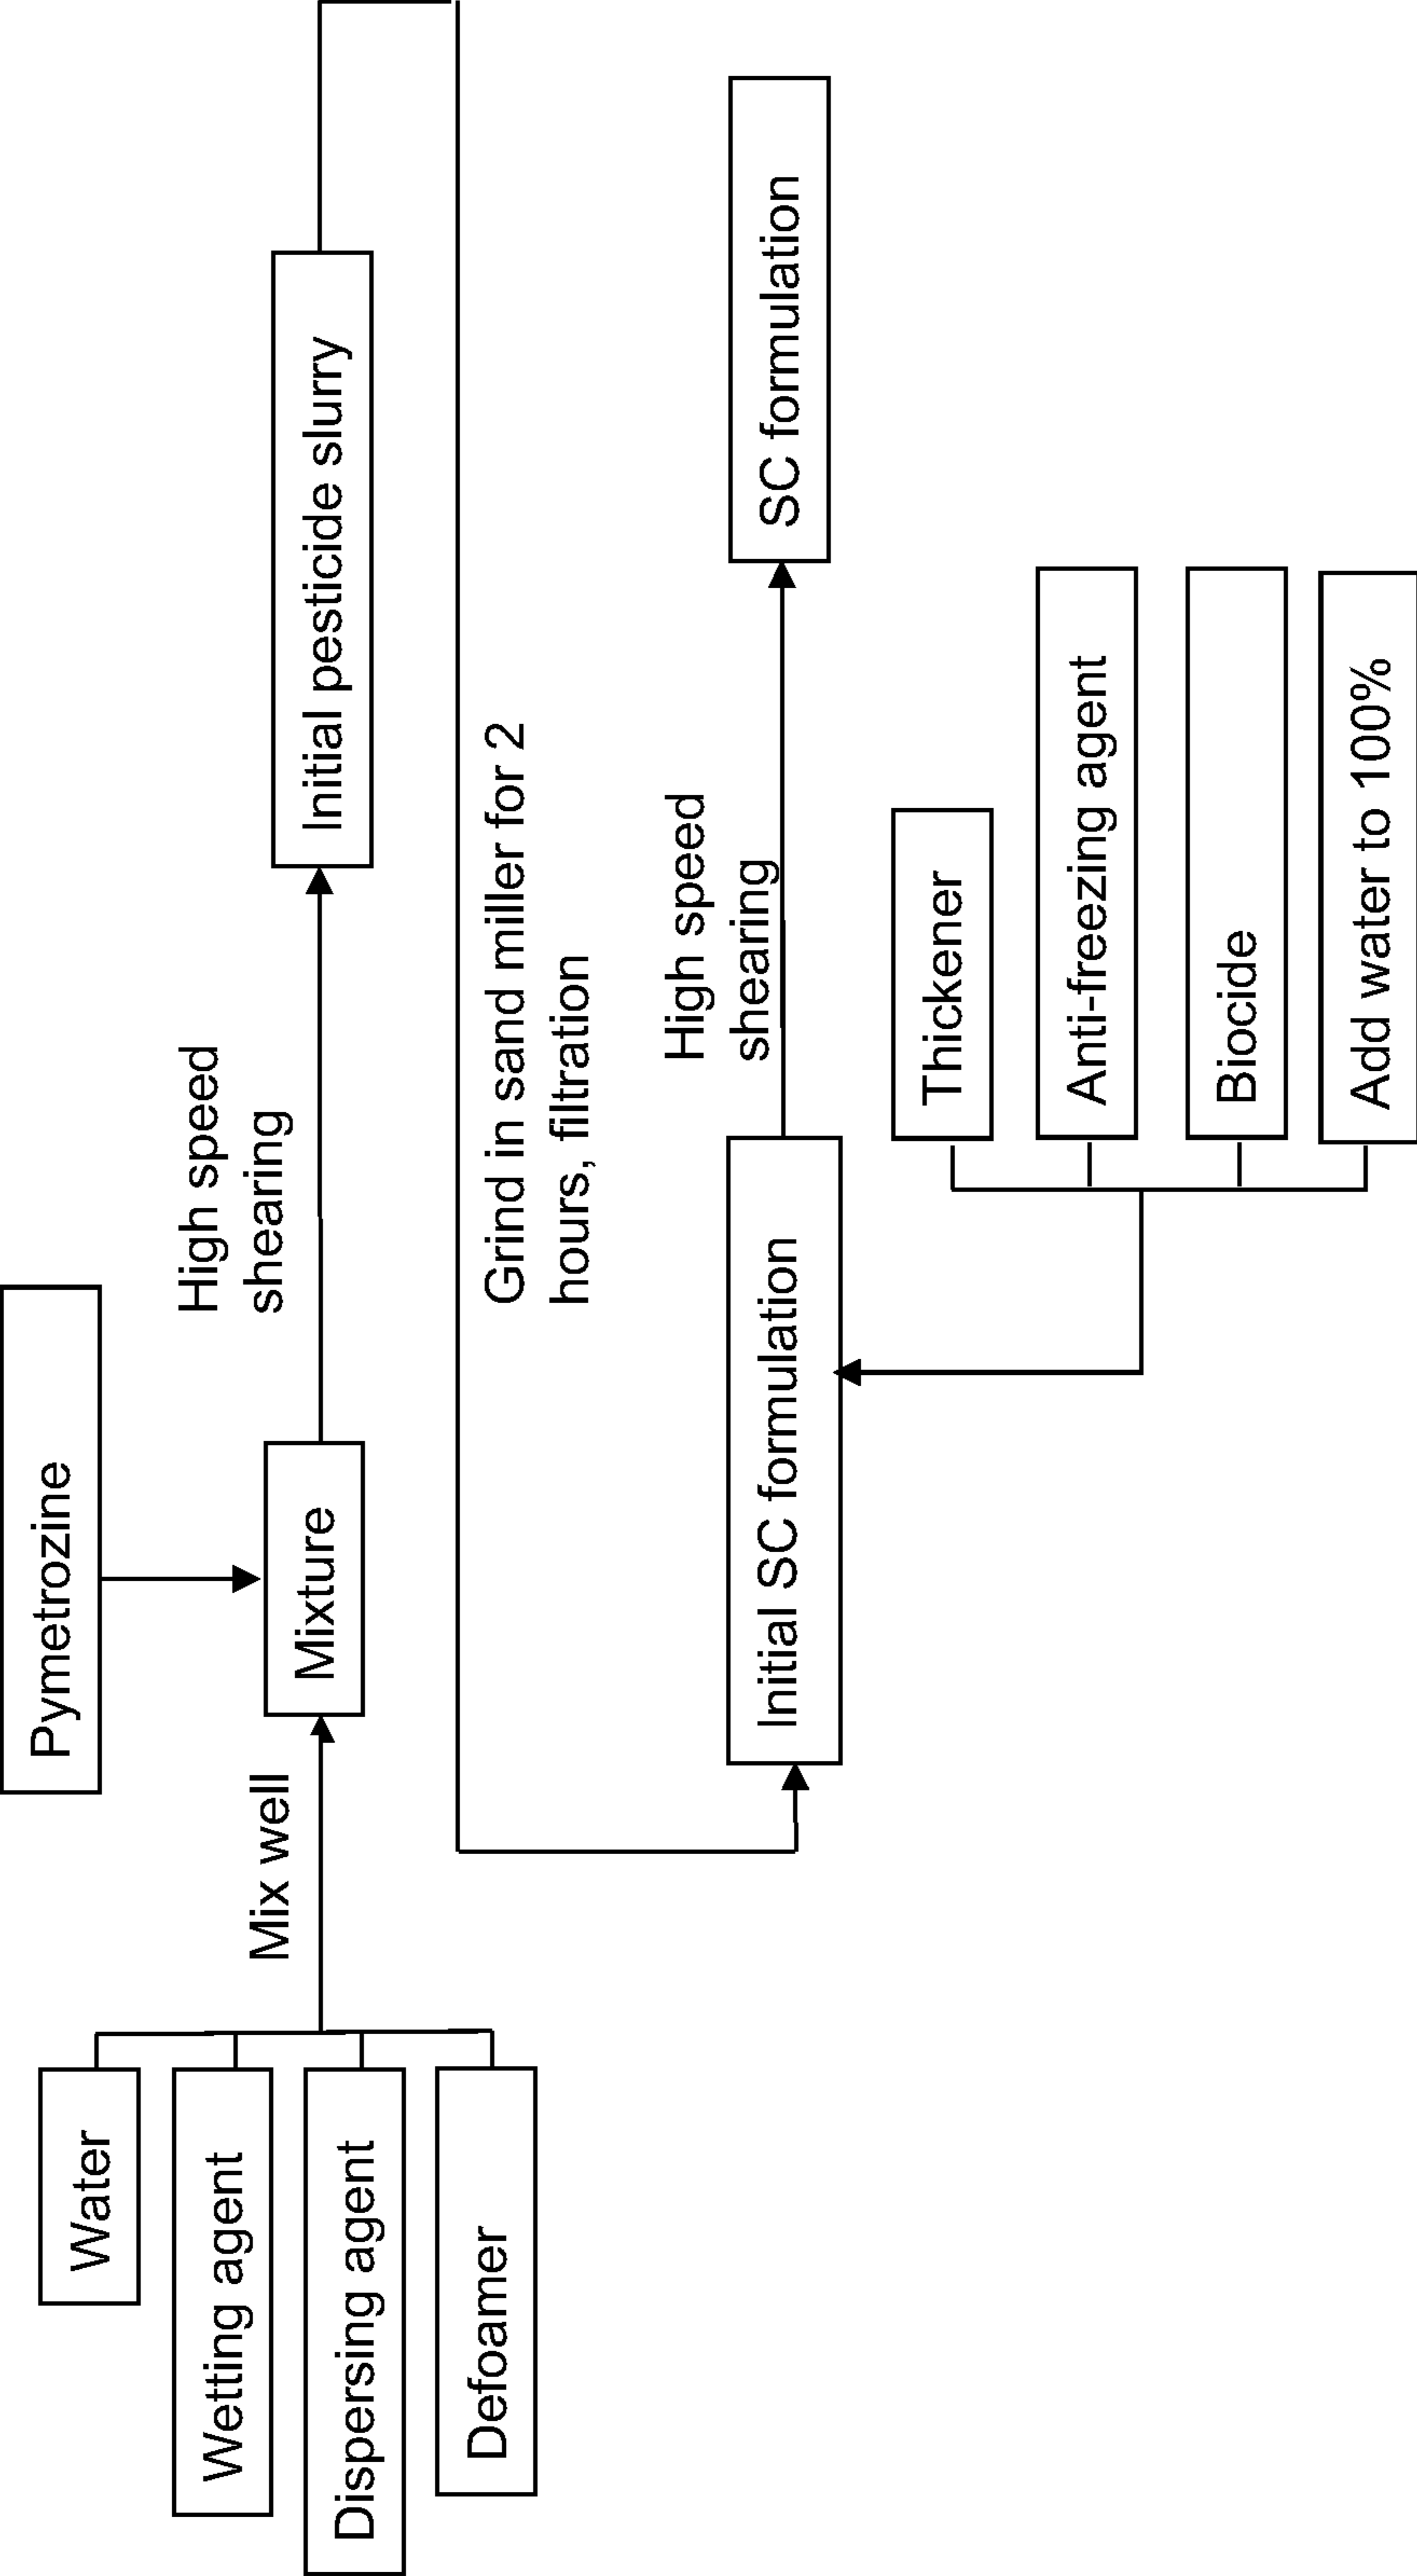 Pymetrozine
Water
Wetting agent
Dispersing agent
Defoamer
Mix well
Mixture
High speed
shearing
Initial pesticide slurry
Grind in sand miller for 2
hours, filtration
Initial SC formulation
High speed
shearing
SC formulation
Thickener
Anti-freezing agent
Biocide
Add water to 100%